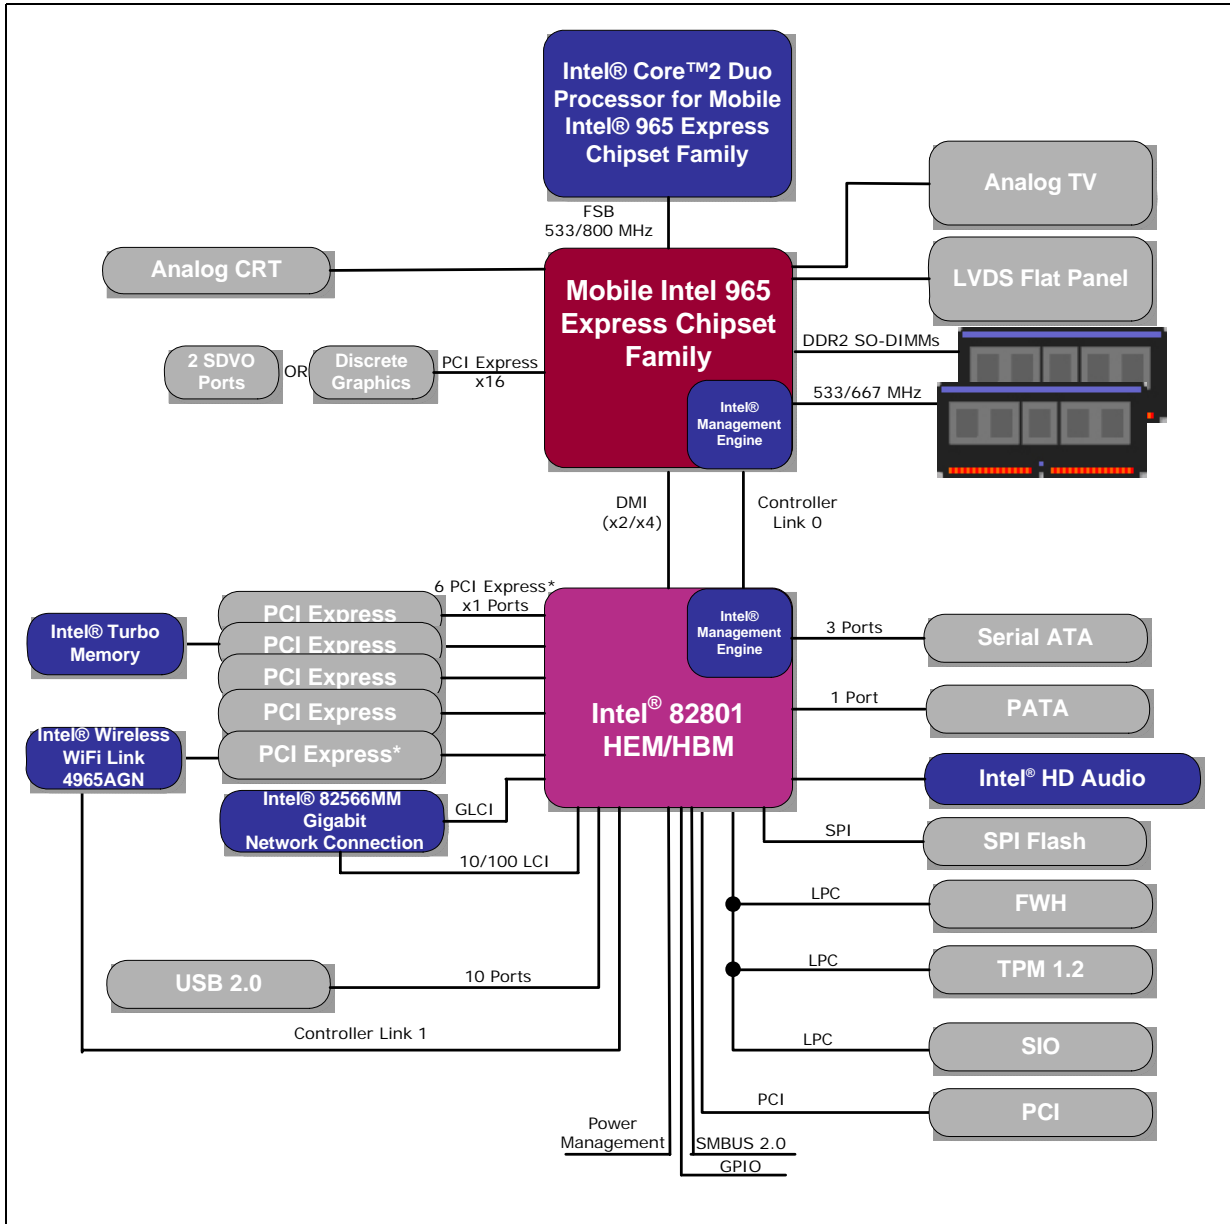 Intel® Core™2 Duo
Processor for Mobile
Intel® 965 Express
Chipset Family
FSB
533/800 MHz
Analog TV
Analog CRT
LVDS Flat Panel
Mobile Intel 965
Express Chipset
Family
DDR2 SO-DIMMs
2 SDVO
Ports
OR
Discrete
Graphics
PCI Express
x16
533/667 MHz
Intel®
Management
Engine
DMI
(x2/x4)
Controller
Link 0
6 PCI Express*
x1 Ports
PCI Express
PCI Express
PCI Express
PCI Express
PCI Express*
Intel® Turbo
Memory
Intel® Wireless
WiFi Link
4965AGN
Intel®
Management
Engine
Intel® 82801
HEM/HBM
3 Ports
Serial ATA
1 Port
PATA
Intel® HD Audio
Intel® 82566MM
Gigabit
Network Connection
GLCI
10/100 LCI
SPI
SPI Flash
LPC
FWH
LPC
TPM 1.2
USB 2.0
10 Ports
Controller Link 1
LPC
SIO
PCI
PCI
Power
Management
SMBUS 2.0
GPIO